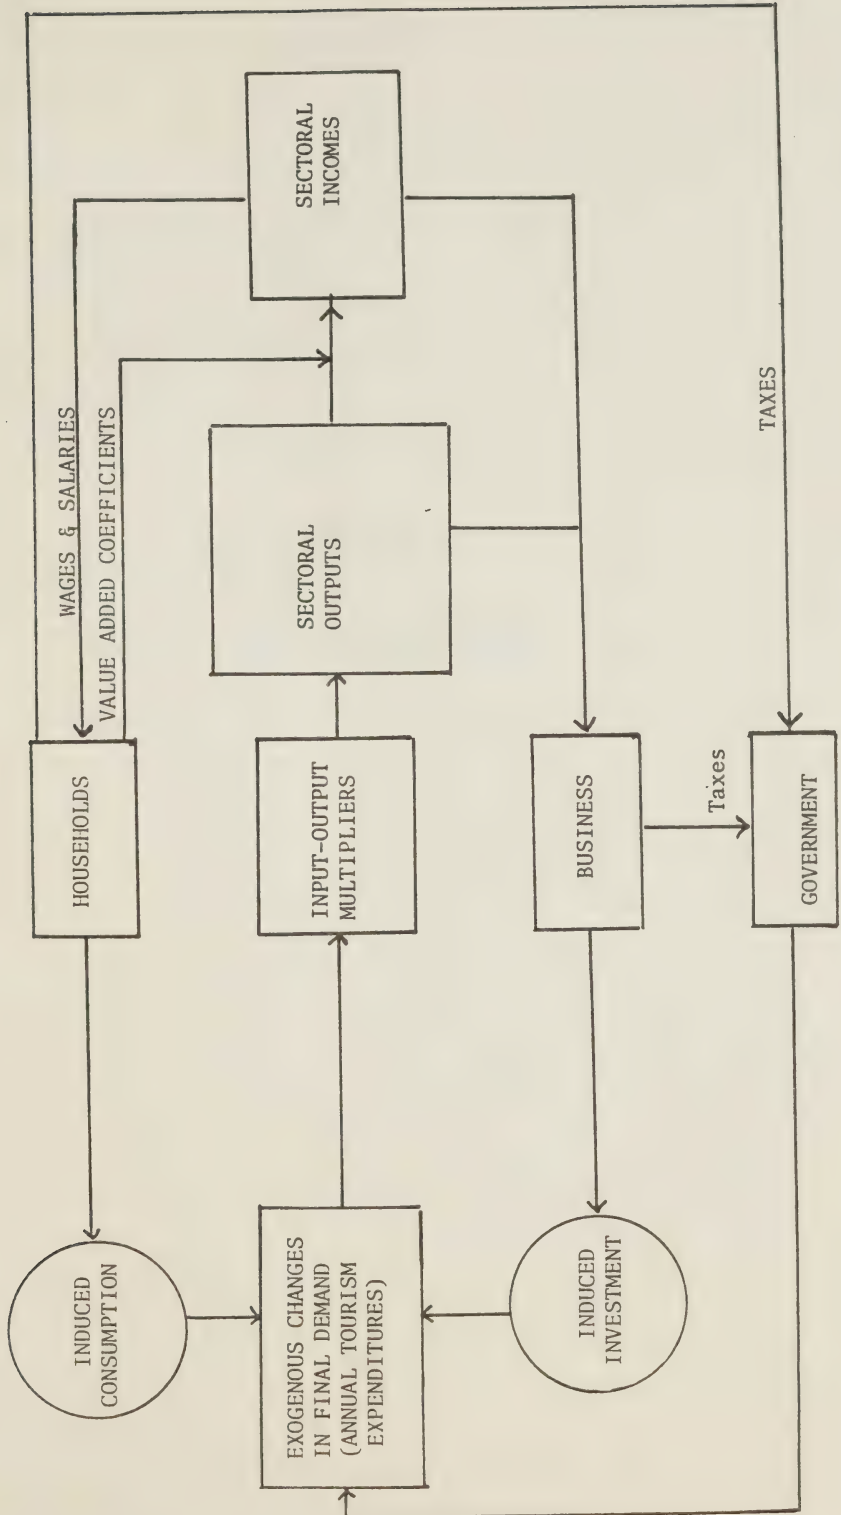 WAGES & SALARIES
VALUE ADDED COEFFICIENTS
HOUSEHOLDS
INDUCED
CONSUMPTION
SECTORAL
INCOMES
SECTORAL
OUTPUTS
INPUT-OUTPUT
MULTIPLIERS
EXOGENOUS CHANGES
IN FINAL DEMAND
(ANNUAL TOURISM
EXPENDITURES)
BUSINESS
INDUCED
INVESTMENT
TAXES
Taxes
GOVERNMENT